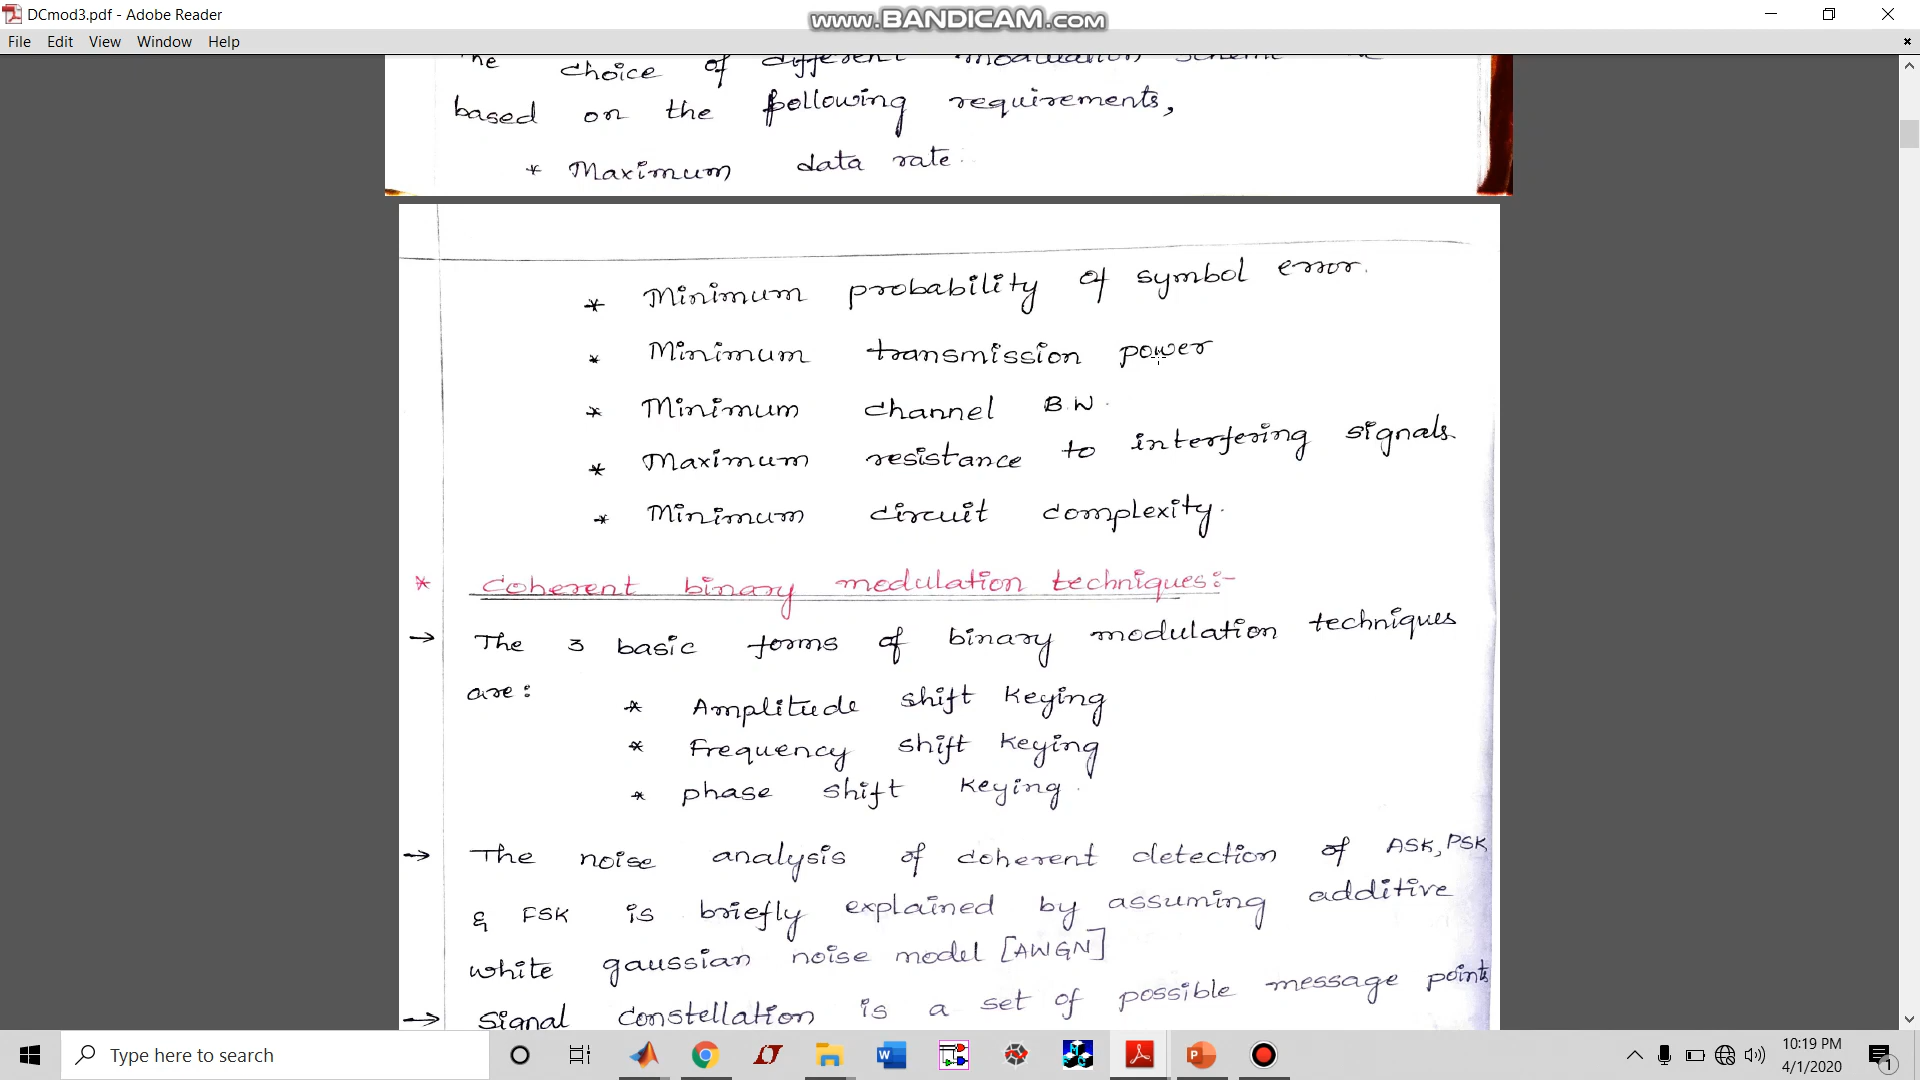 DCmod3.pdf - Adobe Reader
www.BANDICAM.com
File Edit View Window Help
The choice of different modulation scheme
based on the following requirements,
* Maximum data rate.
* Minimum probability of symbol error.
* Minimum transmission power
* Minimum channel B.W.
* Maximum resistance to interfering signals.
* Minimum circuit complexity.
* Coherent binary modulation techniques:-
→ The 3 basic forms of binary modulation techniques
are:
* Amplitude shift keying
* Frequency shift keying
* phase shift keying.
→ The noise analysis of coherent detection of ASK, PSK
& FSK is briefly explained by assuming additive
white gaussian noise model [AWGN]
→ Signal constellation is a set of possible message points
Type here to search
10:19 PM
4/1/2020
1